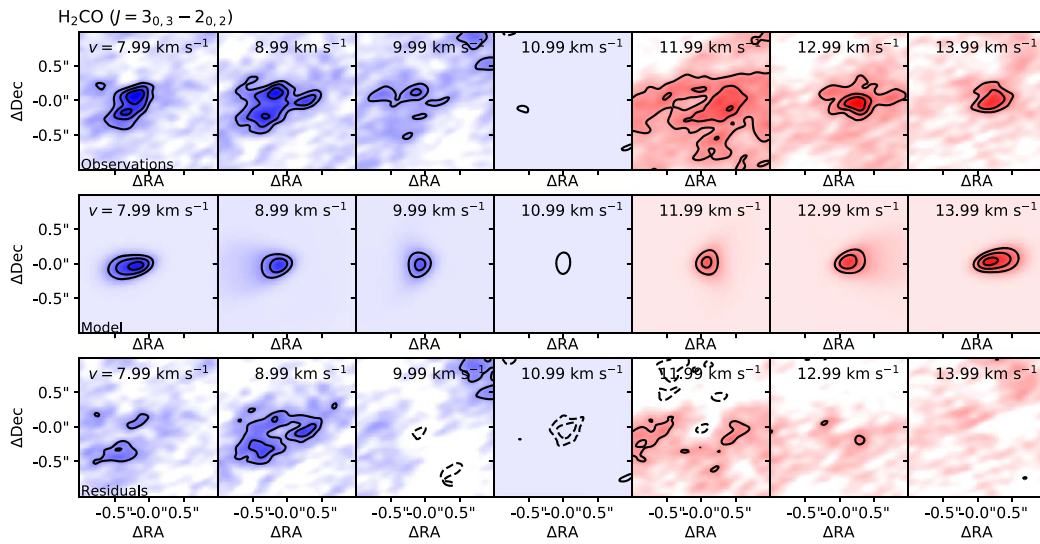 H₂CO (J = 3₀,₃ − 2₀,₂)
v = 7.99 km s⁻¹ 8.99 km s⁻¹ 9.99 km s⁻¹ 10.99 km s⁻¹ 11.99 km s⁻¹ 12.99 km s⁻¹ 13.99 km s⁻¹
0.5"
-0.0"
-0.5"
ΔDec
Observations
ΔRA ΔRA ΔRA ΔRA ΔRA ΔRA ΔRA
v = 7.99 km s⁻¹ 8.99 km s⁻¹ 9.99 km s⁻¹ 10.99 km s⁻¹ 11.99 km s⁻¹ 12.99 km s⁻¹ 13.99 km s⁻¹
0.5"
-0.0"
-0.5"
ΔDec
Model
ΔRA ΔRA ΔRA ΔRA ΔRA ΔRA ΔRA
v = 7.99 km s⁻¹ 8.99 km s⁻¹ 9.99 km s⁻¹ 10.99 km s⁻¹ 11.99 km s⁻¹ 12.99 km s⁻¹ 13.99 km s⁻¹
0.5"
-0.0"
-0.5"
ΔDec
Residuals
-0.5"-0.0"0.5" -0.5"-0.0"0.5" -0.5"-0.0"0.5" -0.5"-0.0"0.5" -0.5"-0.0"0.5" -0.5"-0.0"0.5" -0.5"-0.0"0.5"
ΔRA ΔRA ΔRA ΔRA ΔRA ΔRA ΔRA